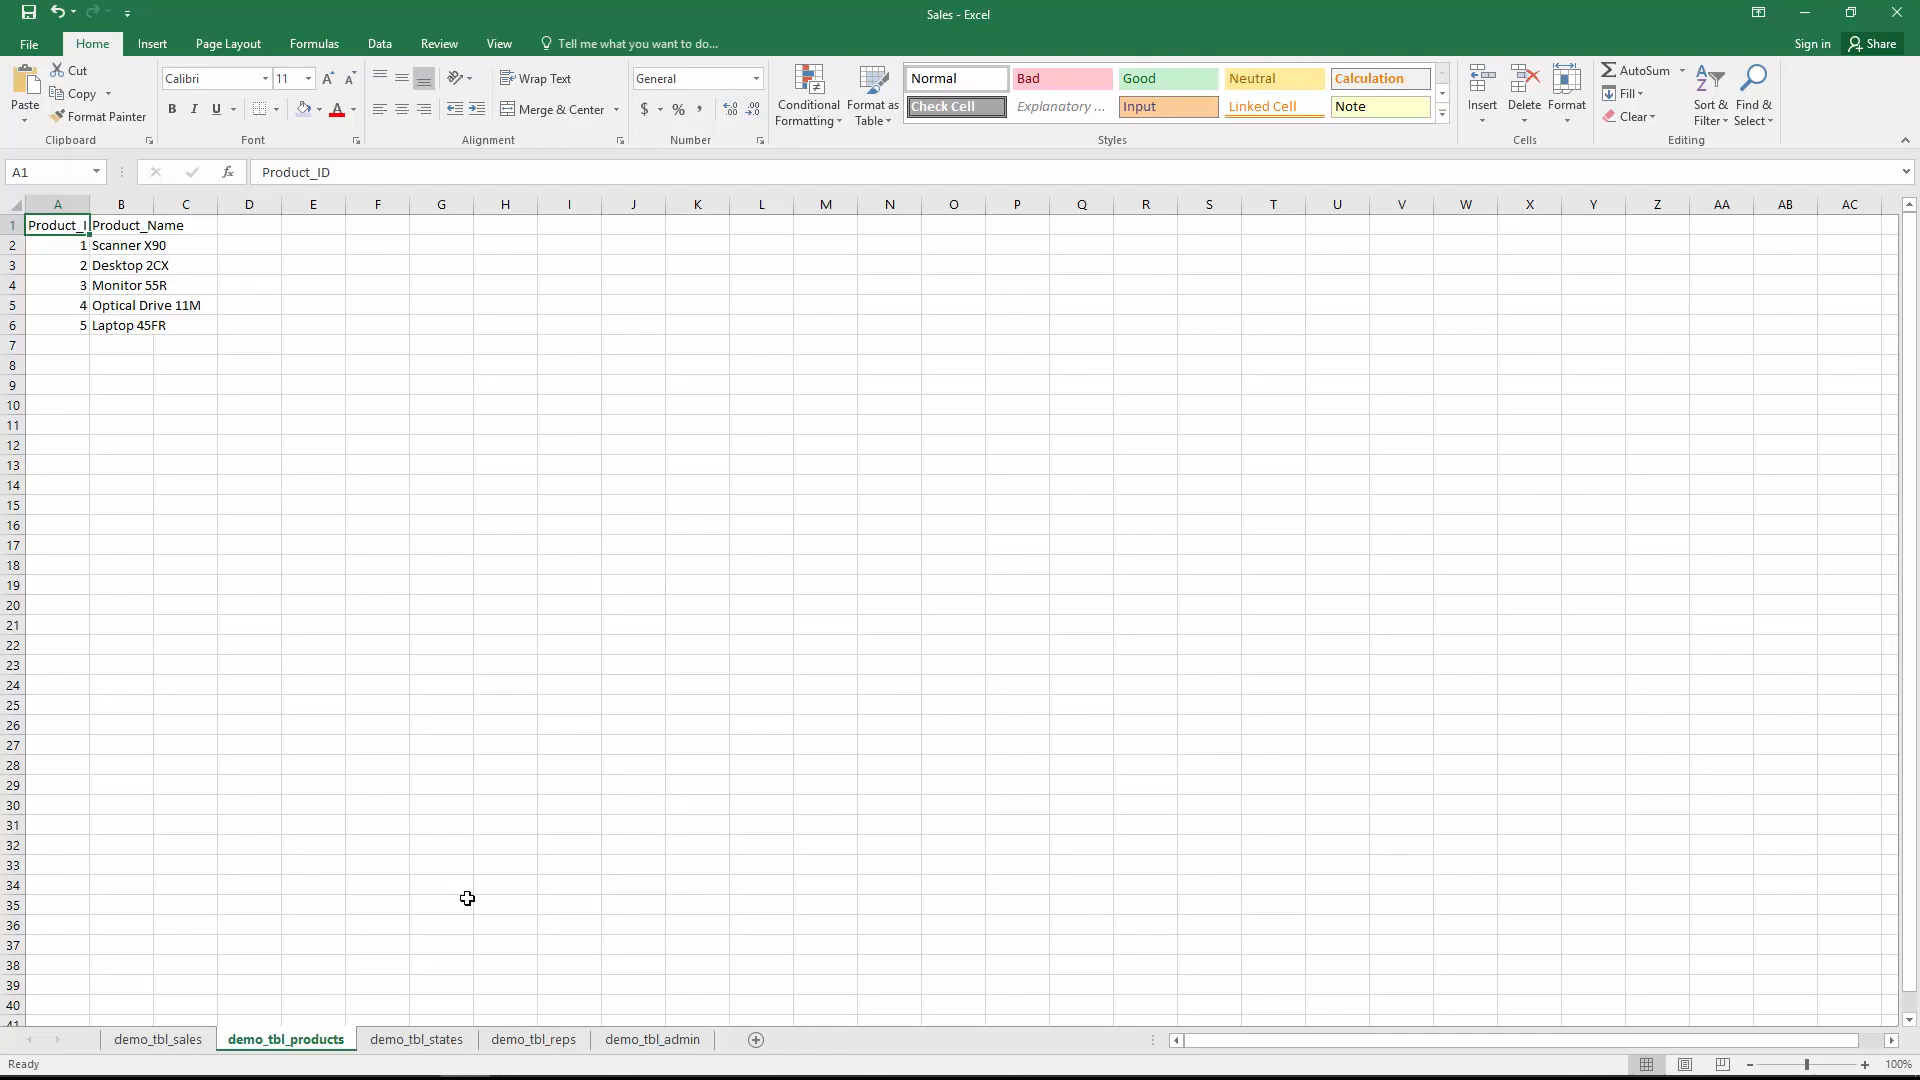 Sales - Excel
File Home Insert Page Layout Formulas Data Review View Tell me what you want to do... Sign in Share
Paste
Cut
Copy
Format Painter
Clipboard
Calibri 11
B I U
Font
Wrap Text
Merge & Center
Alignment
General
$ % ,
Number
Conditional Formatting
Format as Table
Normal Bad Good Neutral Calculation
Check Cell Explanatory ... Input Linked Cell Note
Styles
Insert Delete Format
Cells
AutoSum
Fill
Clear
Sort & Filter
Find & Select
Editing
A1 fx Product_ID
A B C D E F G H I J K L M N O P Q R S T U V W X Y Z AA AB AC
1 Product_I Product_Name
2 1 Scanner X90
3 2 Desktop 2CX
4 3 Monitor 55R
5 4 Optical Drive 11M
6 5 Laptop 45FR
7
8
9
10
11
12
13
14
15
16
17
18
19
20
21
22
23
24
25
26
27
28
29
30
31
32
33
34
35
36
37
38
39
40
41
demo_tbl_sales demo_tbl_products demo_tbl_states demo_tbl_reps demo_tbl_admin
Ready 100%